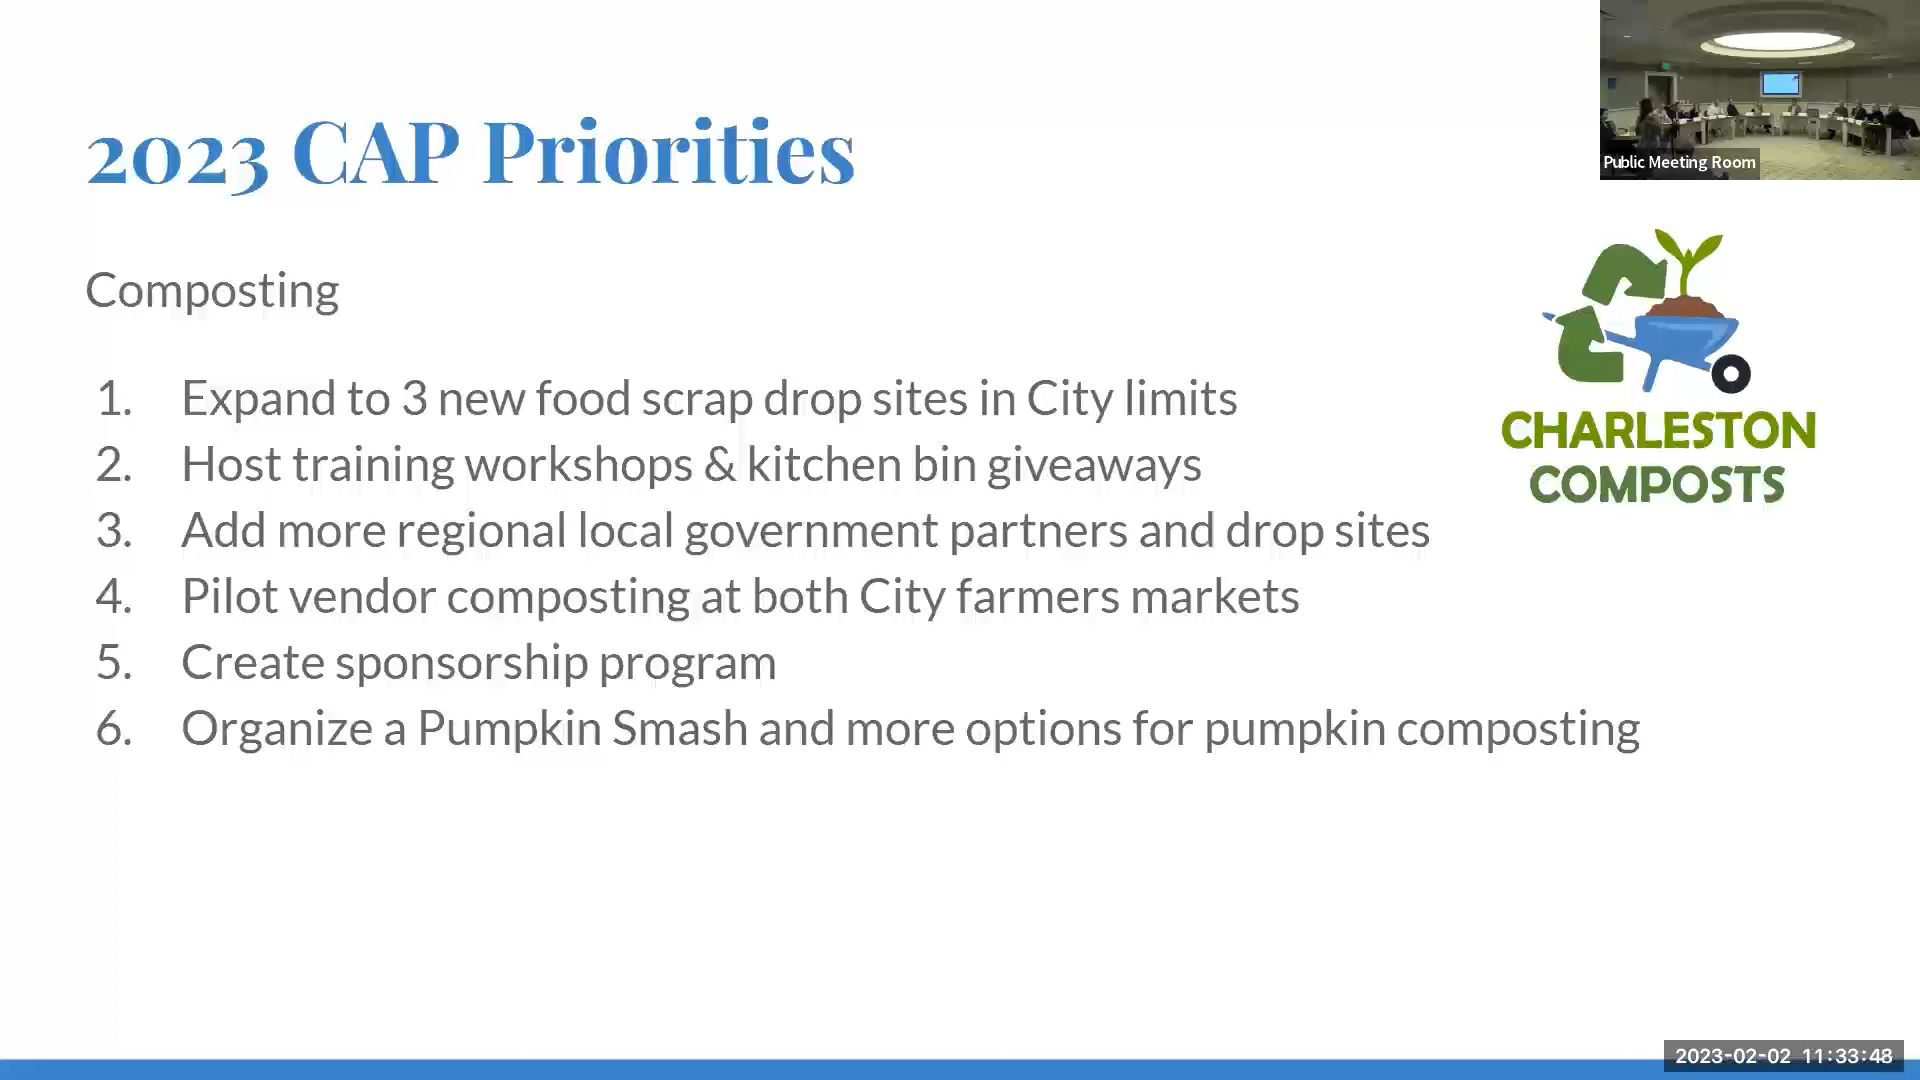 2023 CAP Priorities
Public Meeting Room
Composting
1. Expand to 3 new food scrap drop sites in City limits
2. Host training workshops & kitchen bin giveaways
3. Add more regional local government partners and drop sites
4. Pilot vendor composting at both City farmers markets
5. Create sponsorship program
6. Organize a Pumpkin Smash and more options for pumpkin composting
CHARLESTON
COMPOSTS
2023-02-02 11:33:48